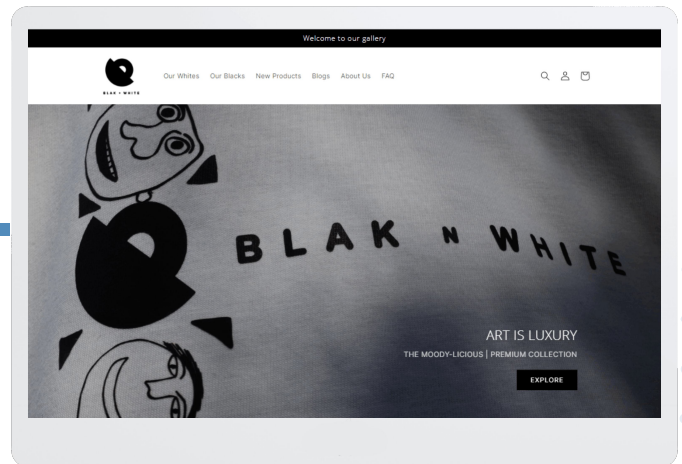 Welcome to our gallery
BLAK n WHITE
Our Whites Our Blacks New Products Blogs About Us FAQ
BLAK N WHITE
ART IS LUXURY
THE MOODY-LICIOUS | PREMIUM COLLECTION
EXPLORE